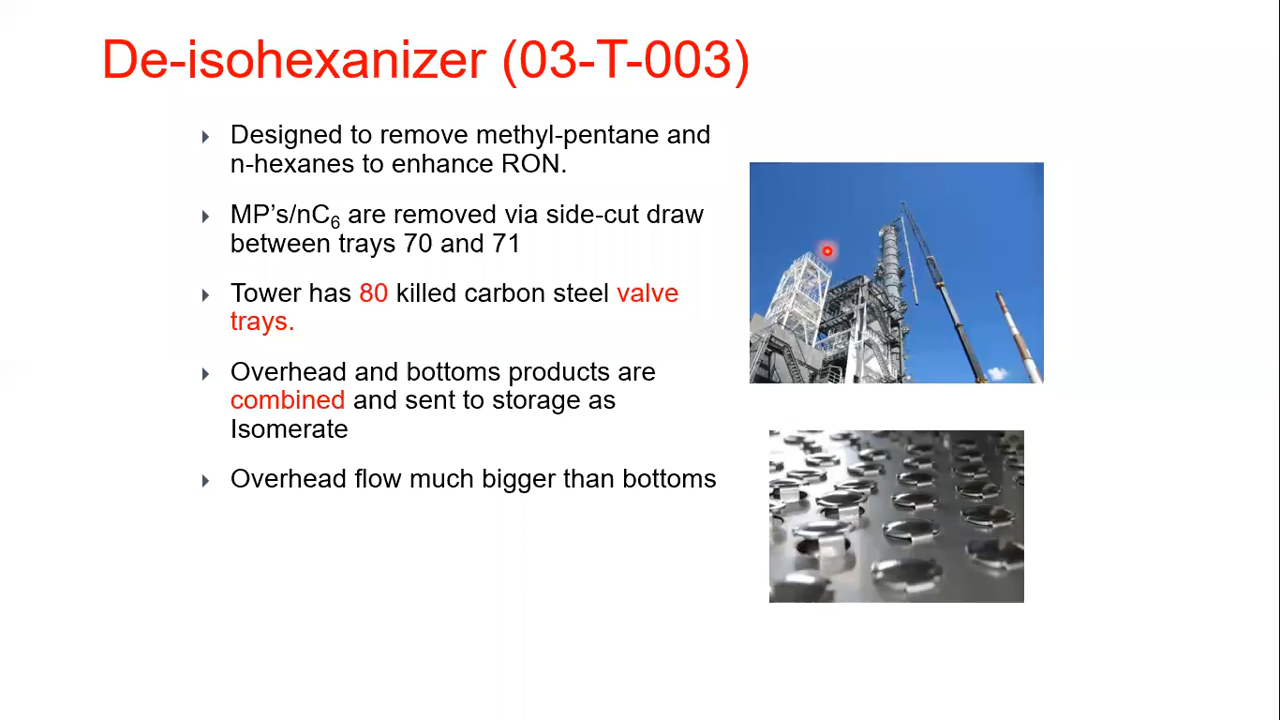 De-isohexanizer (03-T-003)
Designed to remove methyl-pentane and
n-hexanes to enhance RON.
MP’s/nC6 are removed via side-cut draw
between trays 70 and 71
Tower has 80 killed carbon steel valve
trays.
Overhead and bottoms products are
combined and sent to storage as
Isomerate
Overhead flow much bigger than bottoms